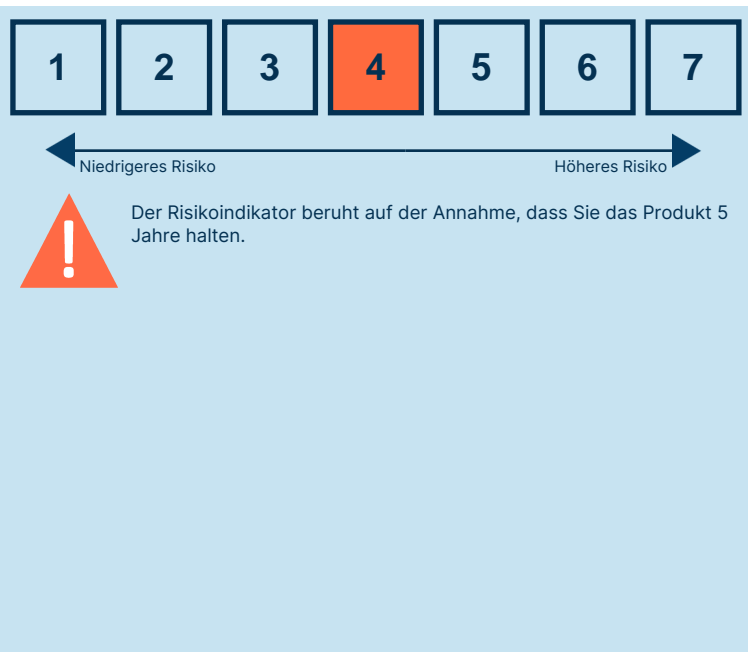 1 2 3 4 5 6 7
Niedrigeres Risiko Höheres Risiko
!
Der Risikoindikator beruht auf der Annahme, dass Sie das Produkt 5
Jahre halten.